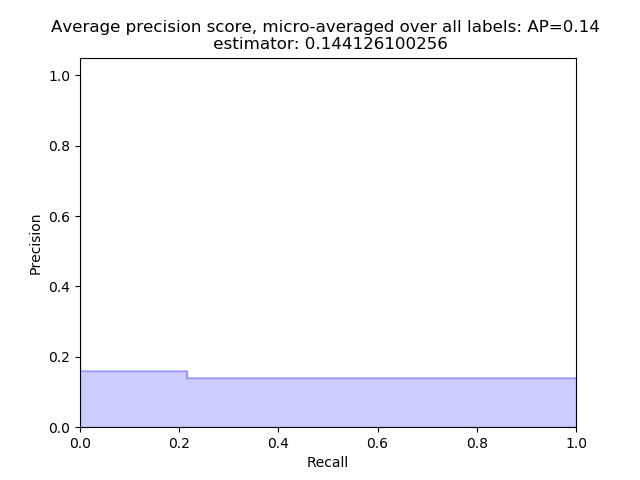 Average precision score, micro-averaged over all labels: AP=0.14
estimator: 0.144126100256
1.0
0.8
0.6
0.4
0.2
0.0
Precision
0.0 0.2 0.4 0.6 0.8 1.0
Recall